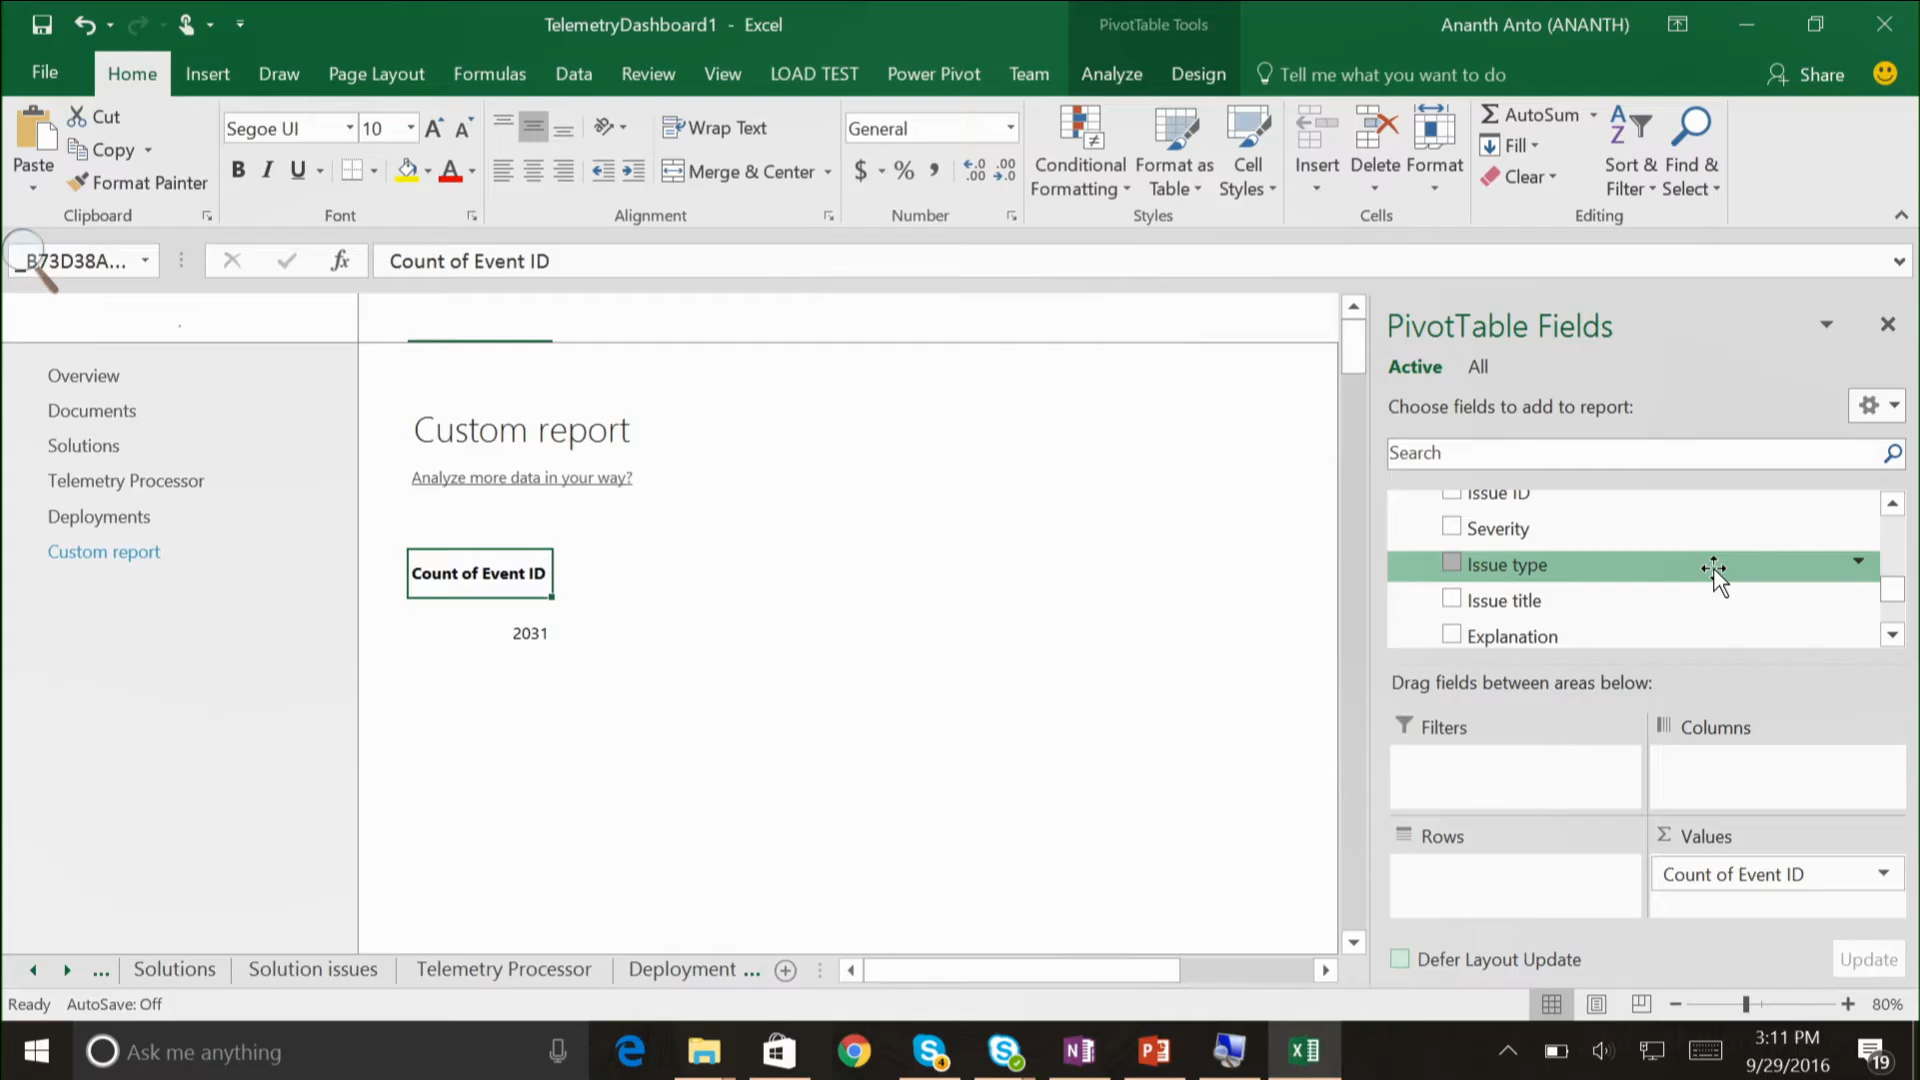 TelemetryDashboard1 - Excel
PivotTable Tools
Ananth Anto (ANANTH)
File
Home
Insert
Draw
Page Layout
Formulas
Data
Review
View
LOAD TEST
Power Pivot
Team
Analyze
Design
Tell me what you want to do
Share
Paste
Cut
Copy
Format Painter
Clipboard
Segoe UI
10
B I U
Font
Wrap Text
Merge & Center
Alignment
General
$ % ,
Number
Conditional
Formatting
Format as
Table
Cell
Styles
Styles
Insert
Delete
Format
Cells
AutoSum
Fill
Clear
Sort &
Filter
Find &
Select
Editing
_B73D38A...
fx
Count of Event ID
Overview
Documents
Solutions
Telemetry Processor
Deployments
Custom report
Custom report
Analyze more data in your way?
Count of Event ID
2031
PivotTable Fields
Active
All
Choose fields to add to report:
Search
Issue ID
Severity
Issue type
Issue title
Explanation
Drag fields between areas below:
Filters
Columns
Rows
Values
Count of Event ID
Defer Layout Update
Update
...
Solutions
Solution issues
Telemetry Processor
Deployment ...
Ready
AutoSave: Off
80%
Ask me anything
4
3:11 PM
9/29/2016
19